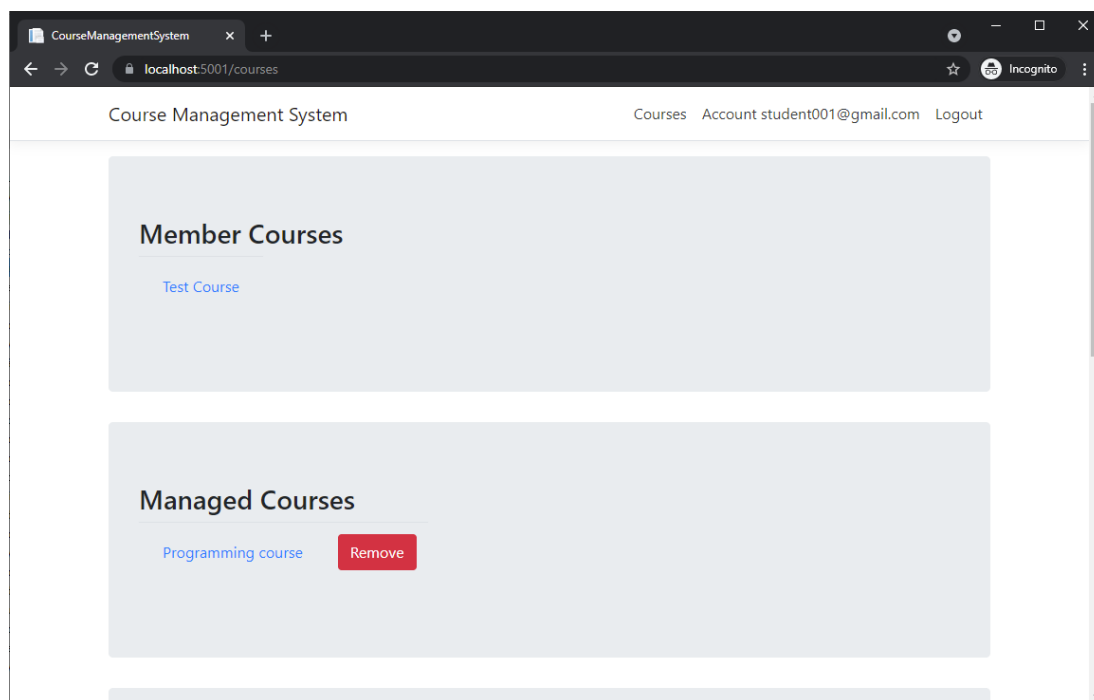 CourseManagementSystem
localhost:5001/courses
Incognito
Course Management System
Courses Account student001@gmail.com Logout
Member Courses
Test Course
Managed Courses
Programming course Remove